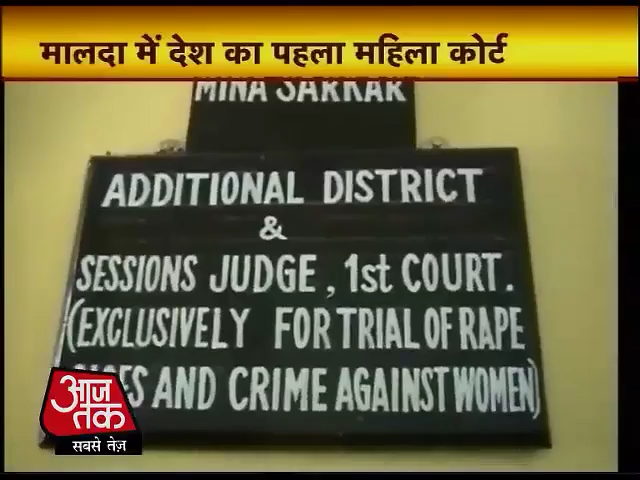 मालदा में देश का पहला महिला कोर्ट
MINA SARKAR
ADDITIONAL DISTRICT
&
SESSIONS JUDGE, 1st COURT.
(EXCLUSIVELY FOR TRIAL OF RAPE
AND CRIME AGAINST WOMEN)
आज
तक
सबसे तेज़